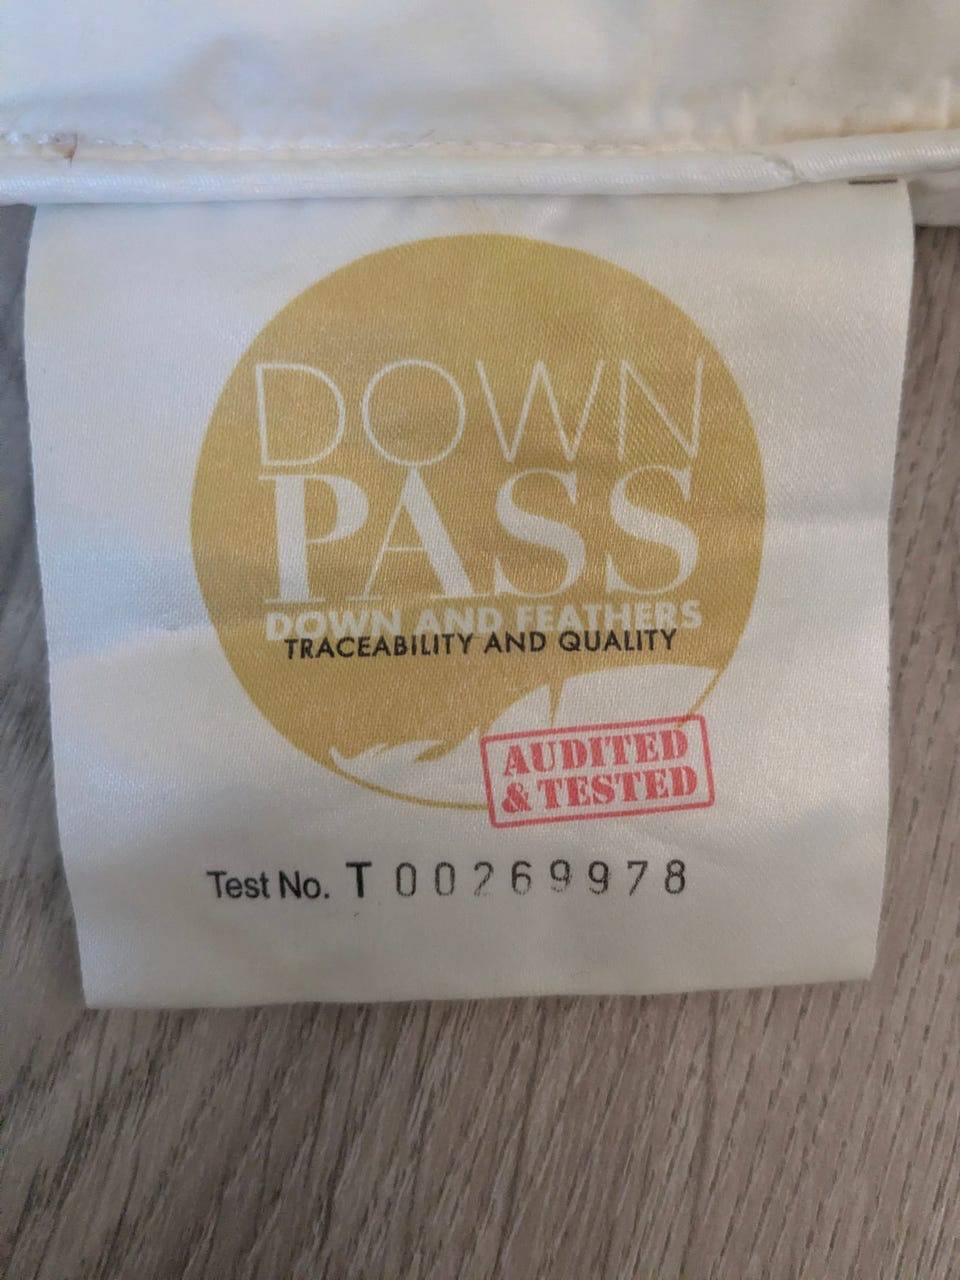 DOWN
PASS
DOWN AND FEATHERS
TRACEABILITY AND QUALITY
AUDITED
& TESTED
Test No. T 00269978